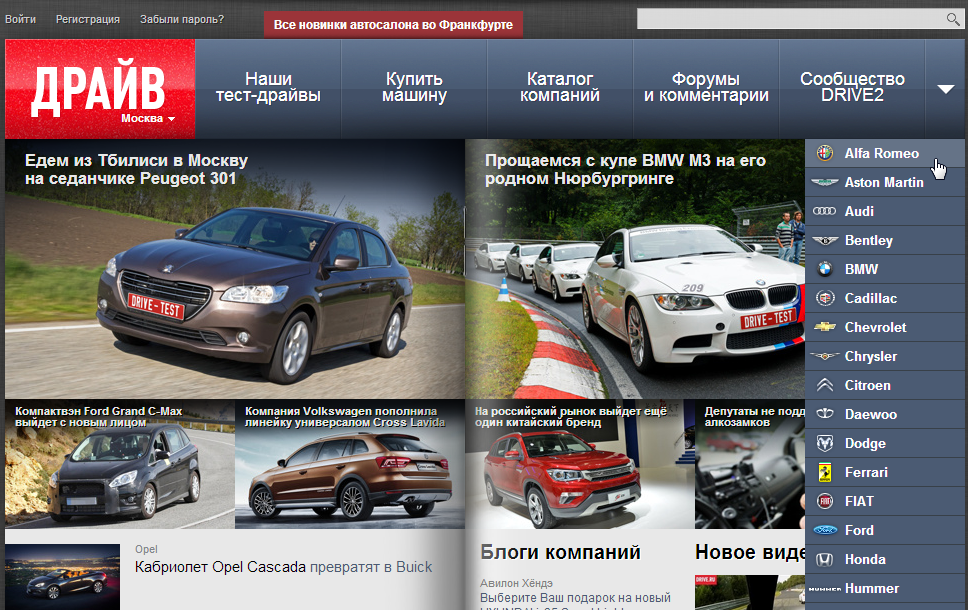 Войти
Регистрация
Забыли пароль?
Все новинки автосалона во Франкфурте
ДРАЙВ
Москва
Наши
тест-драйвы
Купить
машину
Каталог
компаний
Форумы
и комментарии
Сообщество
DRIVE2
Едем из Тбилиси в Москву
на седанчике Peugeot 301
DRIVE-TEST
Прощаемся с купе BMW M3 на его
родном Нюрбургринге
209
DRIVE-TEST
Alfa Romeo
Aston Martin
Audi
Bentley
BMW
Cadillac
Chevrolet
Chrysler
Citroen
Daewoo
Dodge
Ferrari
FIAT
Ford
Honda
HUMMER Hummer
Компактвэн Ford Grand C-Max
выйдет с новым лицом
Компания Volkswagen пополнила
линейку универсалом Cross Lavida
На российский рынок выйдет ещё
один китайский бренд
Депутаты не подд
алкозамков
Opel
Кабриолет Opel Cascada превратят в Buick
Блоги компаний
Авилон Хёндэ
Выберите Ваш подарок на новый
Новое виде
DRIVE.RU